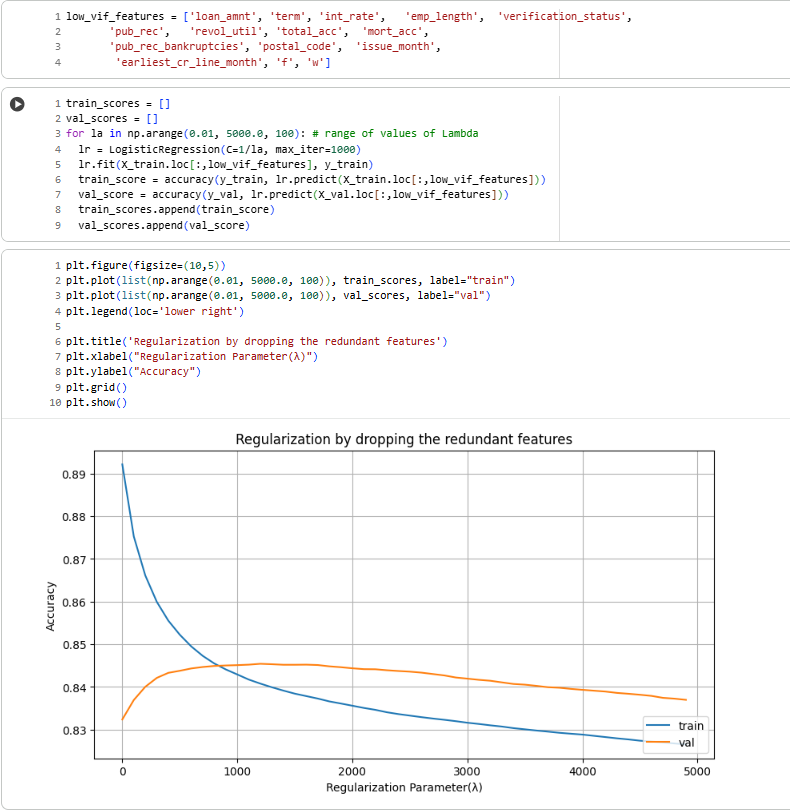 1 low_vif_features = ['loan_amnt', 'term', 'int_rate', 'emp_length', 'verification_status',
2 'pub_rec', 'revol_util', 'total_acc', 'mort_acc',
3 'pub_rec_bankruptcies', 'postal_code', 'issue_month',
4 'earliest_cr_line_month', 'f', 'w']
1 train_scores = []
2 val_scores = []
3 for la in np.arange(0.01, 5000.0, 100): # range of values of Lambda
4 lr = LogisticRegression(C=1/la, max_iter=1000)
5 lr.fit(X_train.loc[:,low_vif_features], y_train)
6 train_score = accuracy(y_train, lr.predict(X_train.loc[:,low_vif_features]))
7 val_score = accuracy(y_val, lr.predict(X_val.loc[:,low_vif_features]))
8 train_scores.append(train_score)
9 val_scores.append(val_score)
1 plt.figure(figsize=(10,5))
2 plt.plot(list(np.arange(0.01, 5000.0, 100)), train_scores, label="train")
3 plt.plot(list(np.arange(0.01, 5000.0, 100)), val_scores, label="val")
4 plt.legend(loc='lower right')
5
6 plt.title('Regularization by dropping the redundant features')
7 plt.xlabel("Regularization Parameter(λ)")
8 plt.ylabel("Accuracy")
9 plt.grid()
10 plt.show()
Regularization by dropping the redundant features
0.89
0.88
0.87
0.86
0.85
0.84
0.83
Accuracy
train
val
0 1000 2000 3000 4000 5000
Regularization Parameter(λ)